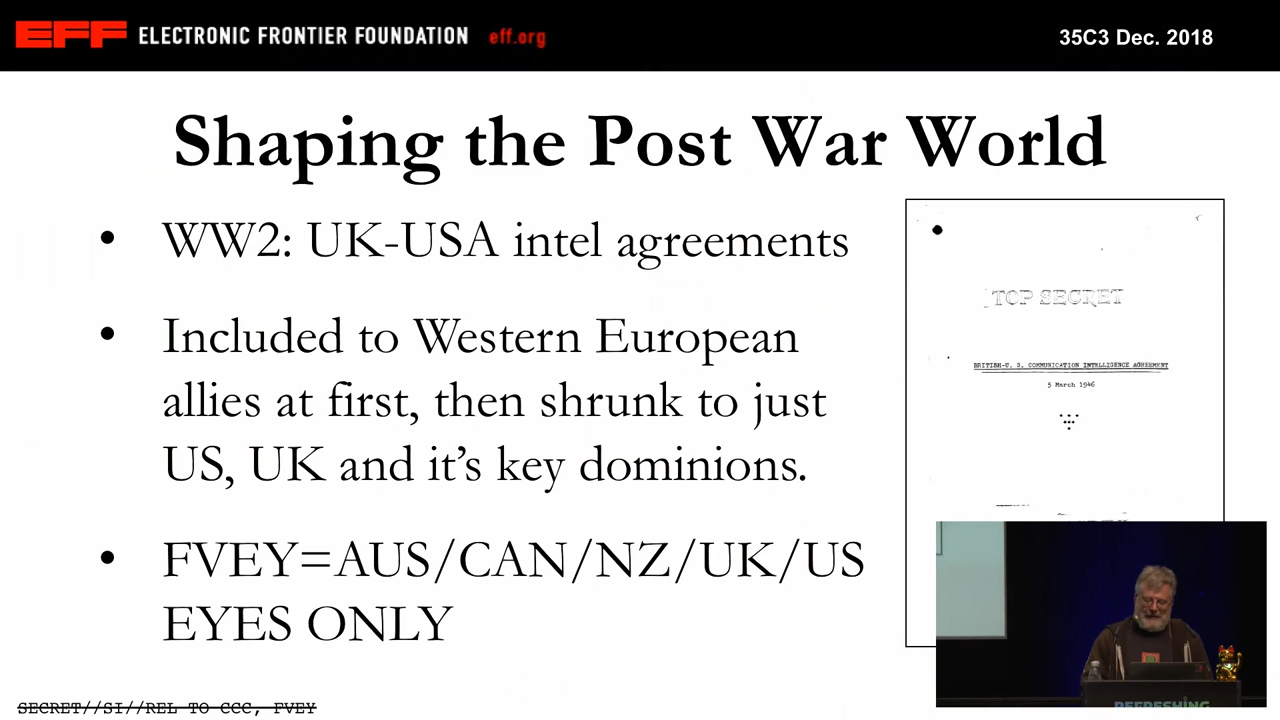 EFF ELECTRONIC FRONTIER FOUNDATION eff.org
35C3 Dec. 2018
Shaping the Post War World
• WW2: UK-USA intel agreements
• Included to Western European
allies at first, then shrunk to just
US, UK and it’s key dominions.
• FVEY=AUS/CAN/NZ/UK/US
EYES ONLY
TOP SECRET
BRITISH-U. S. COMMUNICATION INTELLIGENCE AGREEMENT
5 March 1946
REFRESHING
SECRET//SI//REL TO CCC, FVEY